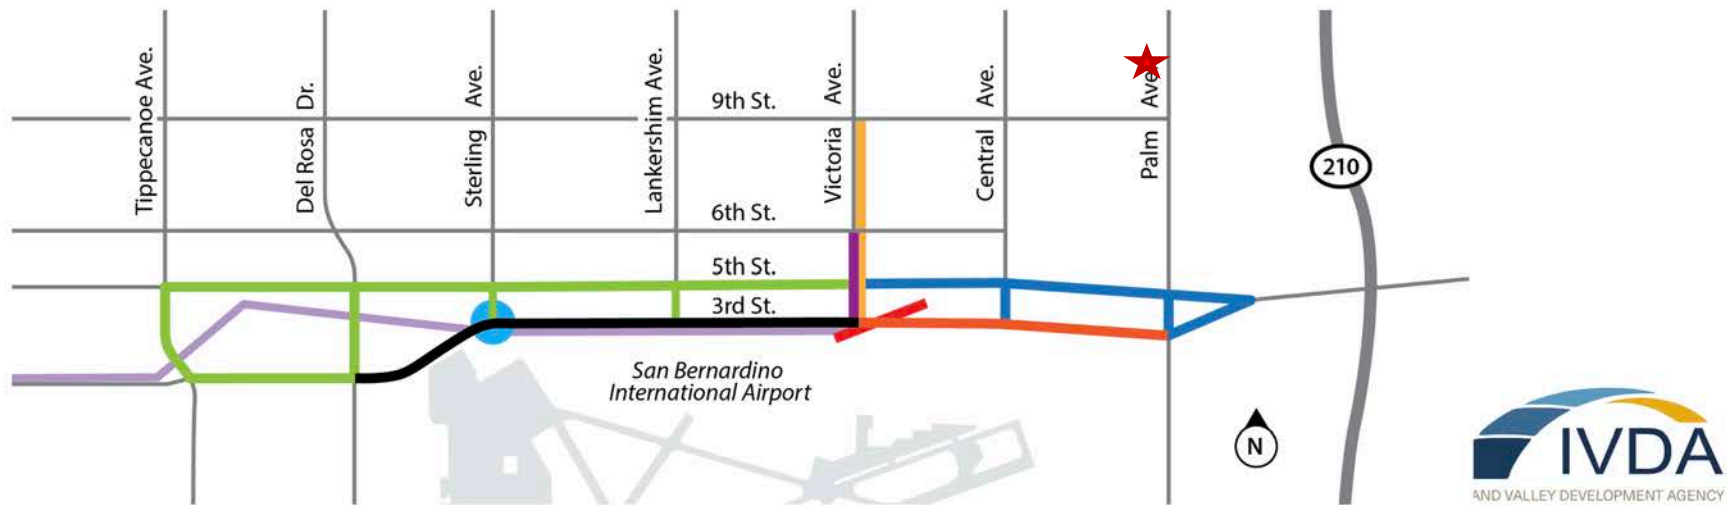 Tippecanoe Ave.
Del Rosa Dr.
Sterling Ave.
Lankershim Ave.
Victoria Ave.
Central Ave.
Palm Ave.
9th St.
6th St.
5th St.
3rd St.
210
San Bernardino
International Airport
N
IVDA
AND VALLEY DEVELOPMENT AGENCY